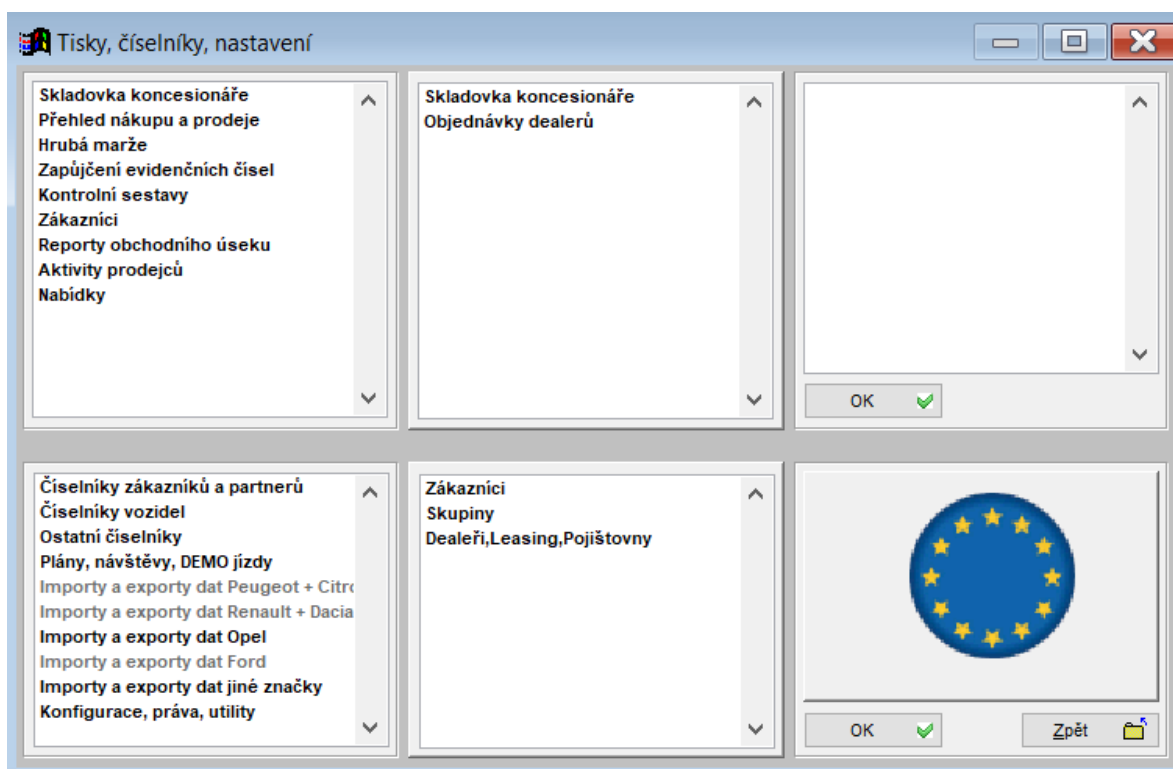 Tisky, číselníky, nastavení
Skladovka koncesionáře
Přehled nákupu a prodeje
Hrubá marže
Zapůjčení evidenčních čísel
Kontrolní sestavy
Zákazníci
Reporty obchodního úseku
Aktivity prodejců
Nabídky
Skladovka koncesionáře
Objednávky dealerů
OK
Číselníky zákazníků a partnerů
Číselníky vozidel
Ostatní číselníky
Plány, návštěvy, DEMO jízdy
Importy a exporty dat Peugeot + Citro
Importy a exporty dat Renault + Dacia
Importy a exporty dat Opel
Importy a exporty dat Ford
Importy a exporty dat jiné značky
Konfigurace, práva, utility
Zákazníci
Skupiny
Dealeři,Leasing,Pojištovny
OK
Zpět